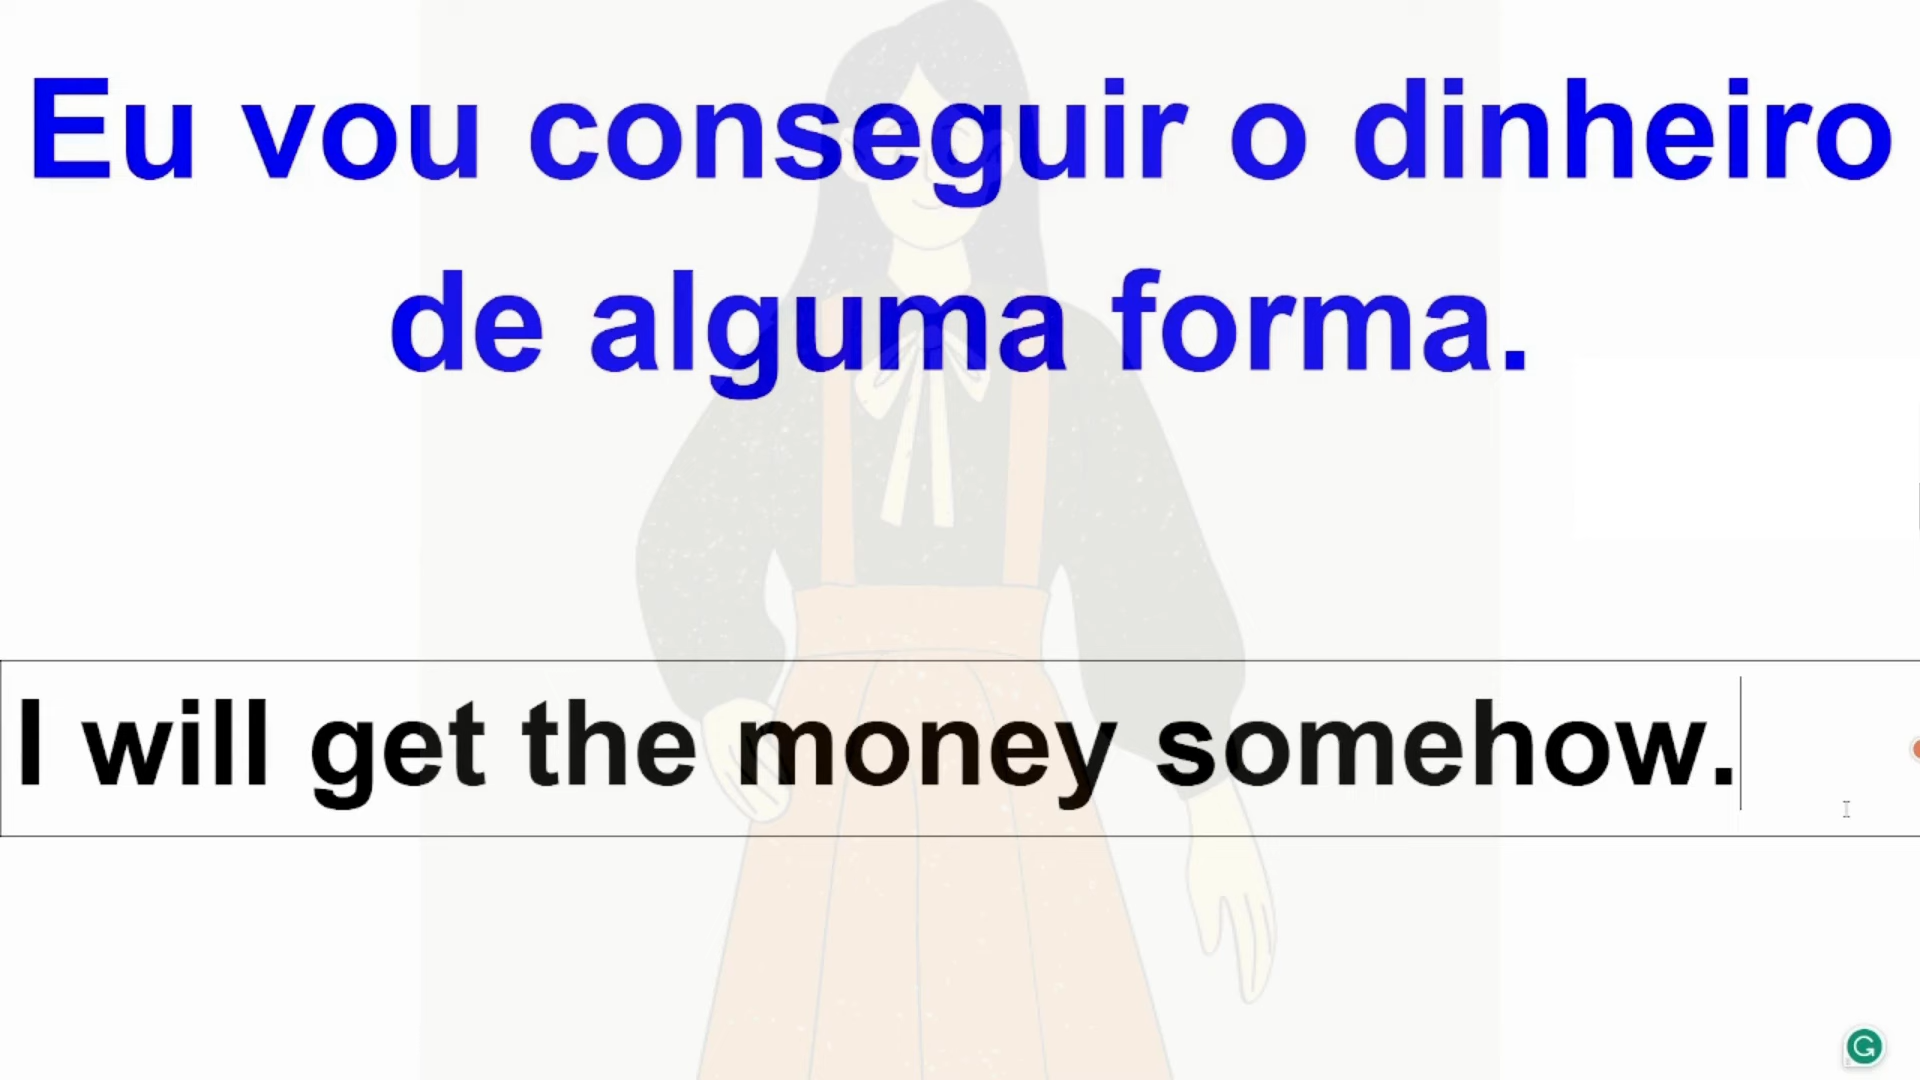 Eu vou conseguir o dinheiro
de alguma forma.
I will get the money somehow.